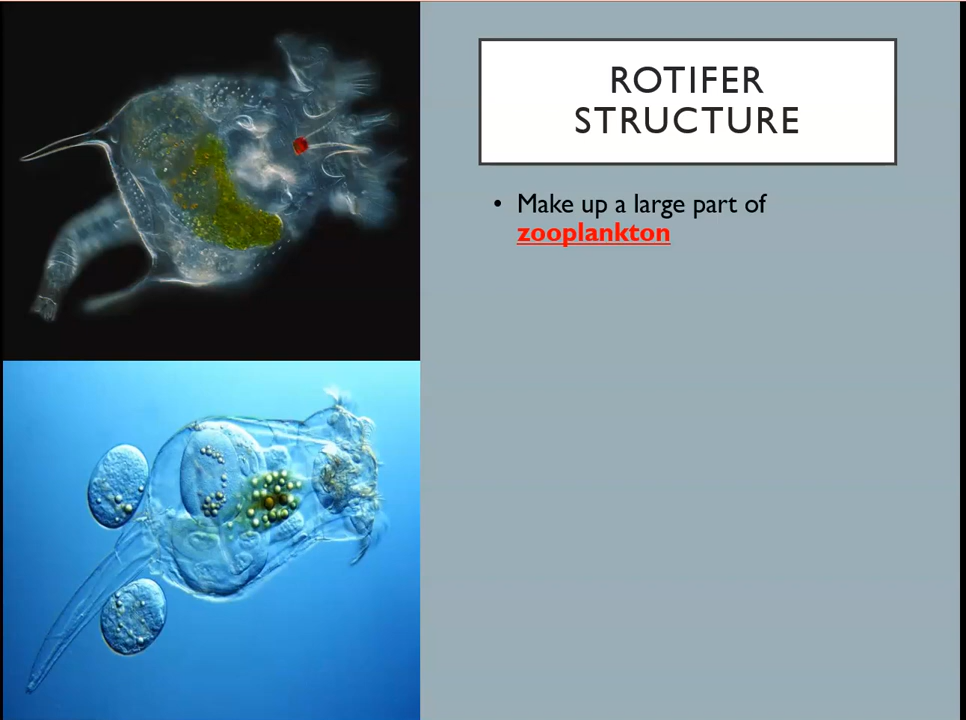 ROTIFER
STRUCTURE
• Make up a large part of
zooplankton